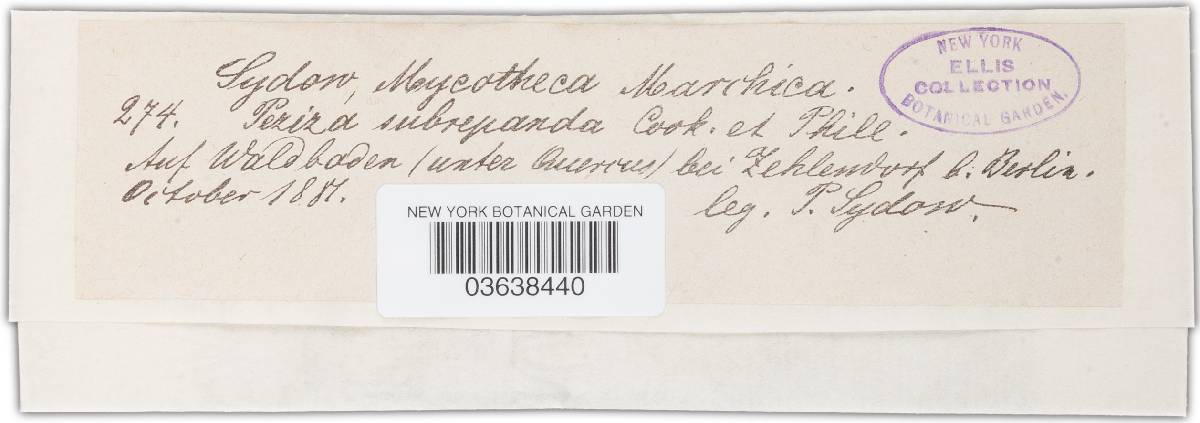 Sydow, Mycotheca Marchica.
274. Peziza subrepanda Cook. et Phill.
Auf Waldboden (unter Quercus) bei Zehlendorf b. Berlin.
October 1881.
leg. P. Sydow.
NEW YORK
ELLIS
COLLECTION
BOTANICAL GARDEN.
NEW YORK BOTANICAL GARDEN
03638440